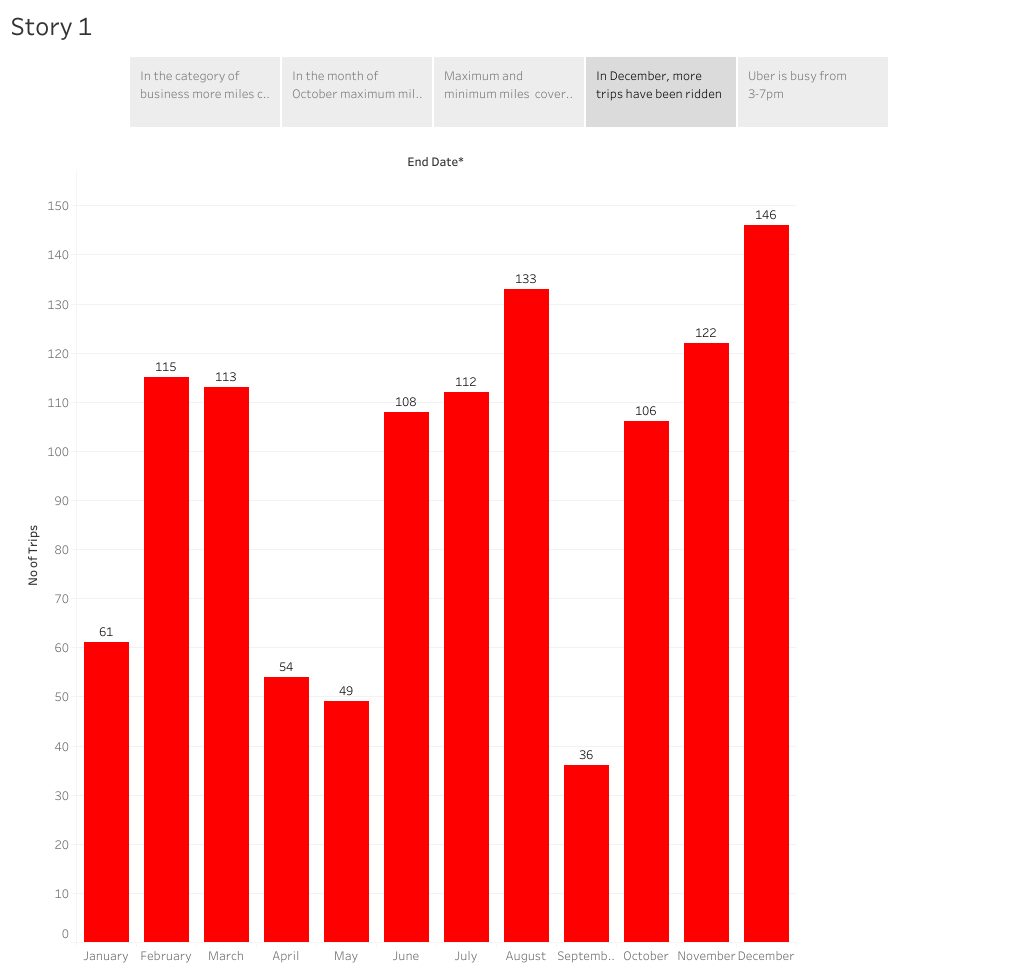 Story 1
In the category of
business more miles c..
In the month of
October maximum mil..
Maximum and
minimum miles cover..
In December, more
trips have been ridden
Uber is busy from
3-7pm
End Date*
No of Trips
150
140
130
120
110
100
90
80
70
60
50
40
30
20
10
0
61
115
113
54
49
108
112
133
36
106
122
146
January February March April May June July August Septemb.. October November December